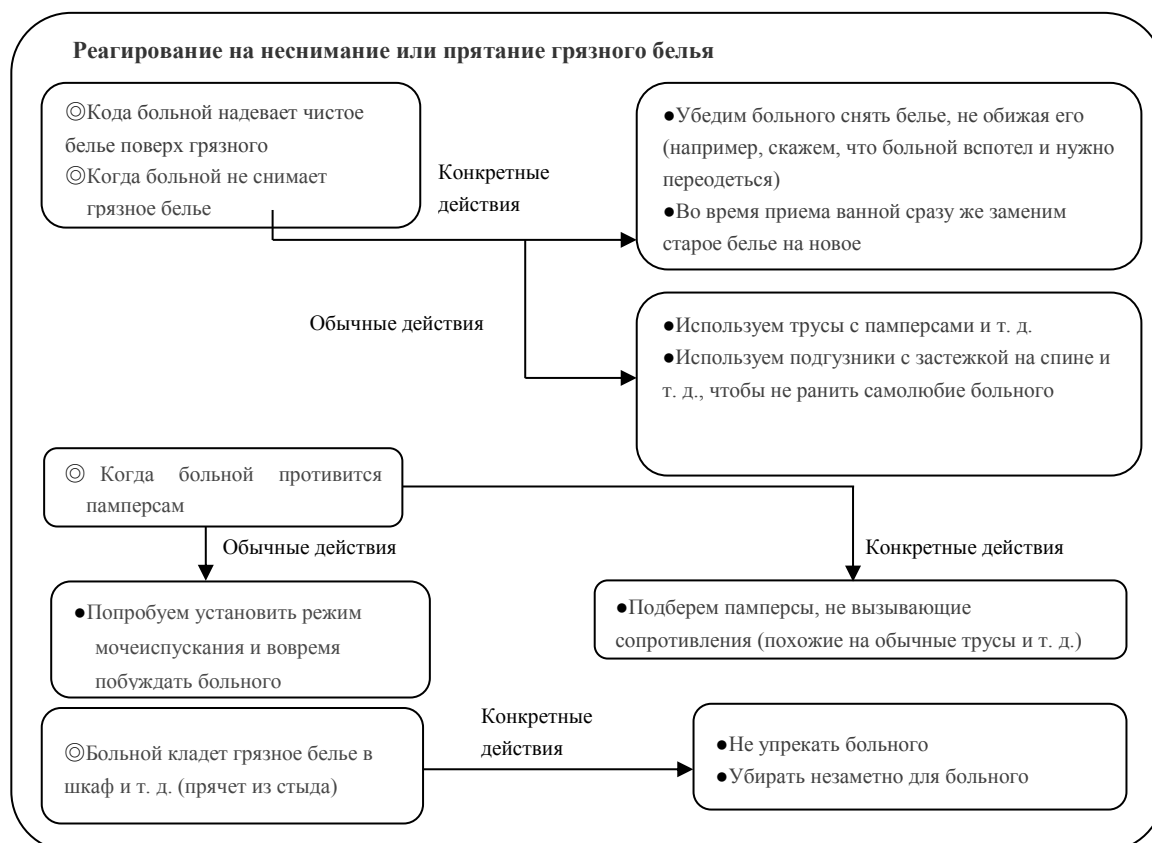 Реагирование на неснимание или прятание грязного белья
◎Кода больной надевает чистое
белье поверх грязного
◎Когда больной не снимает
грязное белье
Конкретные
действия
●Убедим больного снять белье, не обижая его
(например, скажем, что больной вспотел и нужно
переодеться)
●Во время приема ванной сразу же заменим
старое белье на новое
Обычные действия
●Используем трусы с памперсами и т. д.
●Используем подгузники с застежкой на спине и
т. д., чтобы не ранить самолюбие больного
◎ Когда больной противится
памперсам
Обычные действия
Конкретные действия
●Попробуем установить режим
мочеиспускания и вовремя
побуждать больного
●Подберем памперсы, не вызывающие
сопротивления (похожие на обычные трусы и т. д.)
◎Больной кладет грязное белье в
шкаф и т. д. (прячет из стыда)
Конкретные
действия
●Не упрекать больного
●Убирать незаметно для больного